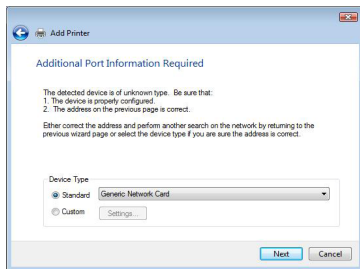 Add Printer
Additional Port Information Required
The detected device is of unknown type. Be sure that:
1. The device is properly configured.
2. The address on the previous page is correct.
Either correct the address and perform another search on the network by returning to the
previous wizard page or select the device type if you are sure the address is correct.
Device Type
Standard Generic Network Card
Custom Settings...
Next Cancel